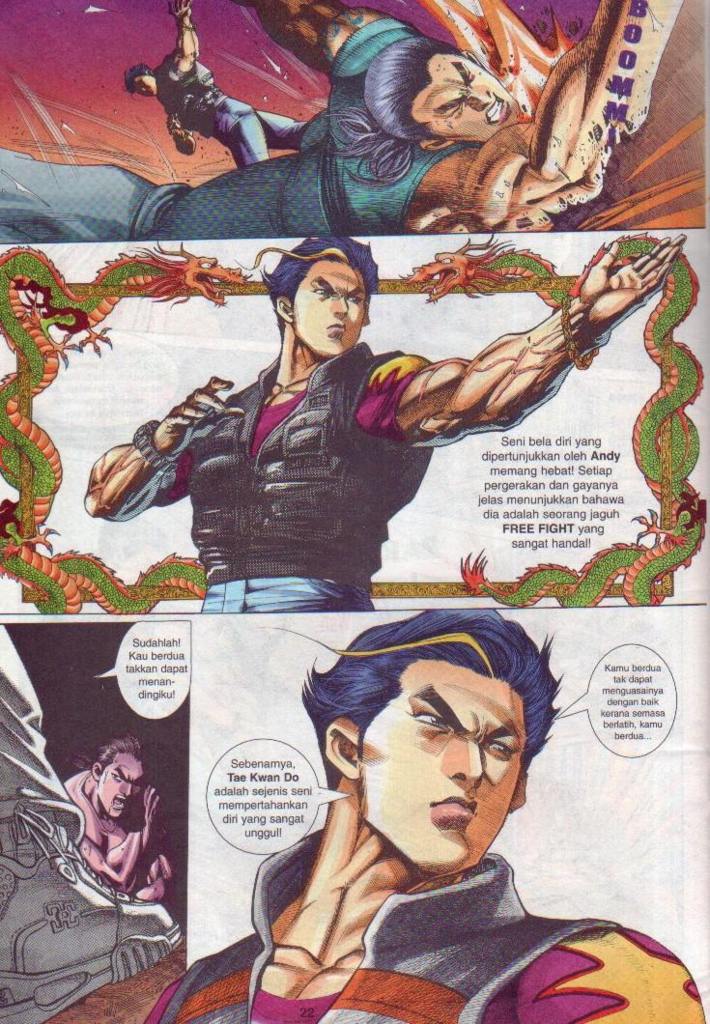 BOOMM!
Seni bela diri yang
dipertunjukkan oleh Andy
memang hebat! Setiap
pergerakan dan gayanya
jelas menunjukkan bahawa
dia adalah seorang jaguh
FREE FIGHT yang
sangat handal!
Sudahlah!
Kau berdua
takkan dapat
menan-
dingiku!
Kamu berdua
tak dapat
menguasainya
dengan baik
kerana semasa
berlatih, kamu
berdua...
Sebenarnya,
Tae Kwan Do
adalah sejenis seni
mempertahankan
diri yang sangat
unggul!
22